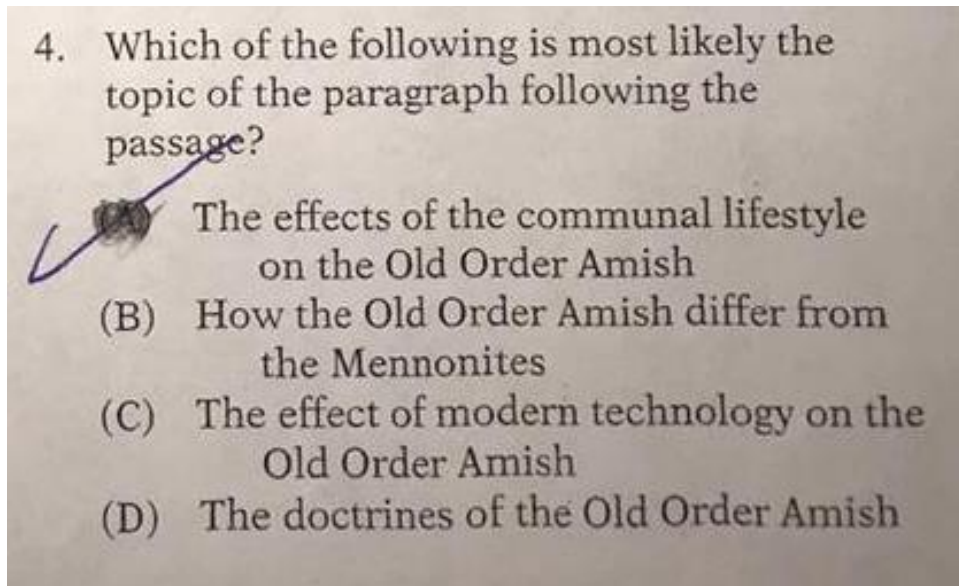 4. Which of the following is most likely the
topic of the paragraph following the
passage?
(A) The effects of the communal lifestyle
on the Old Order Amish
(B) How the Old Order Amish differ from
the Mennonites
(C) The effect of modern technology on the
Old Order Amish
(D) The doctrines of the Old Order Amish